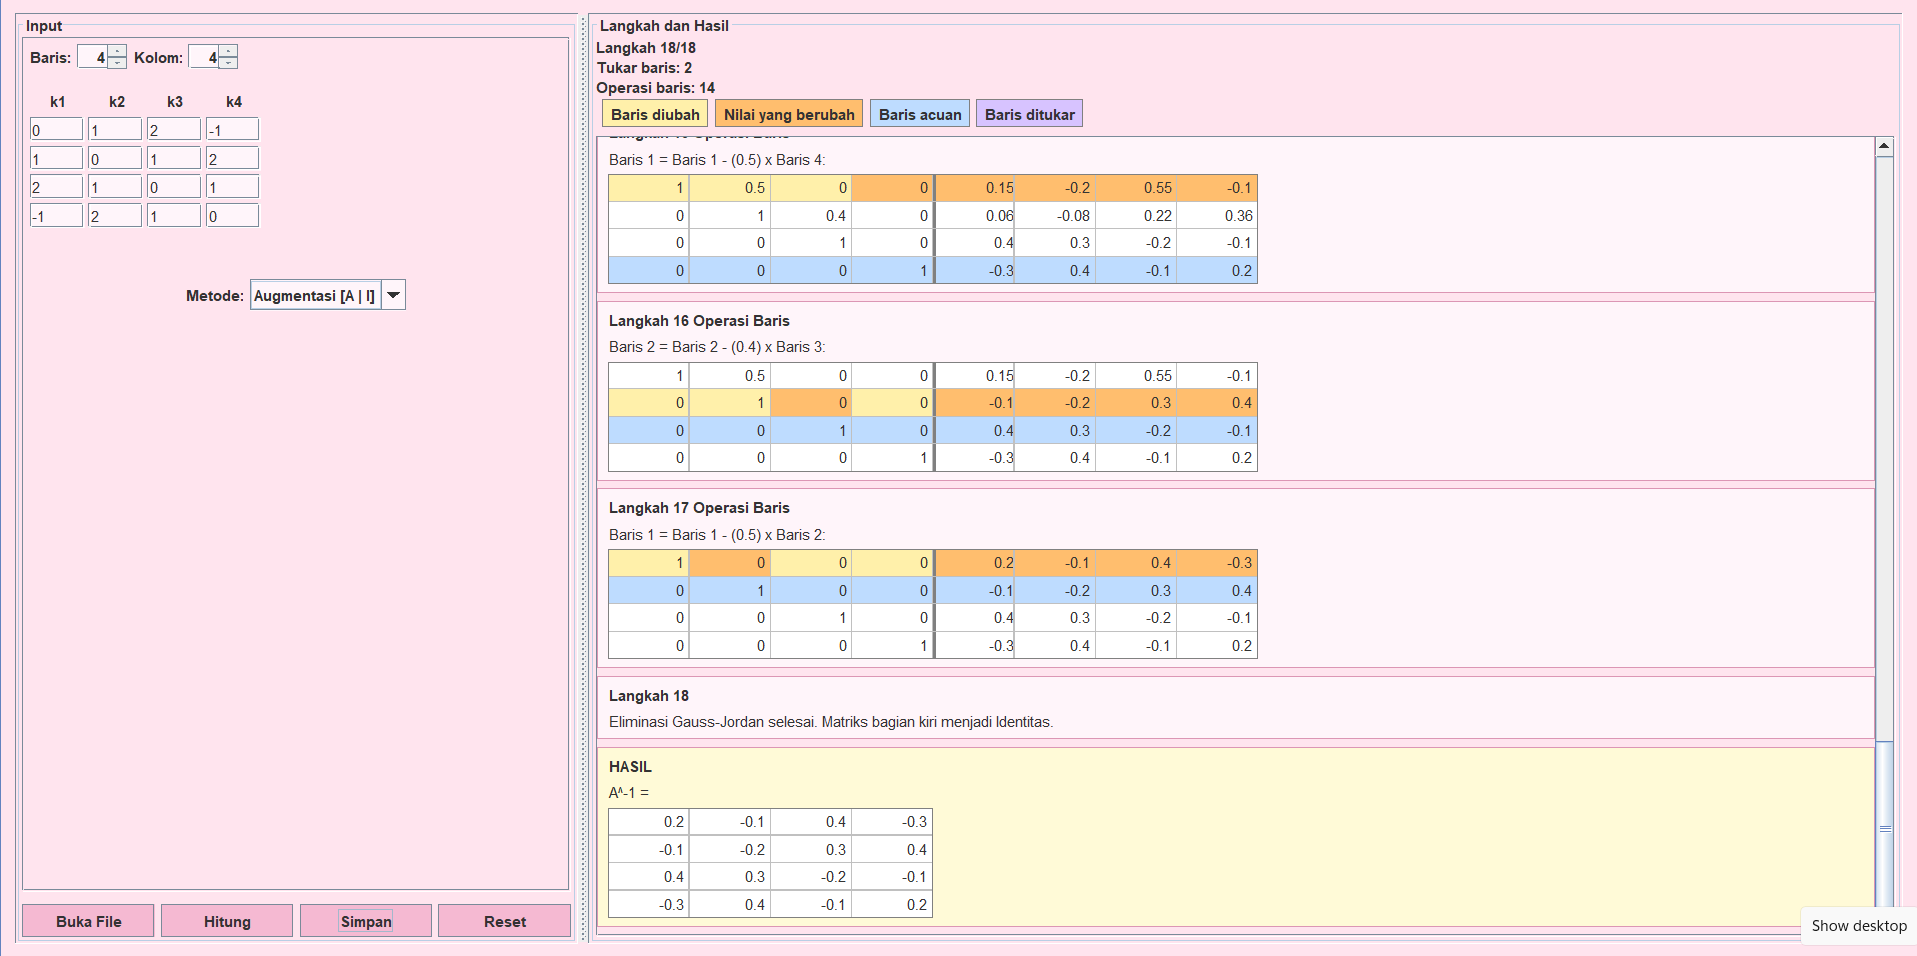 Input
Baris: 4 Kolom: 4
k1 k2 k3 k4
0 1 2 -1
1 0 1 2
2 1 0 1
-1 2 1 0
Metode: Augmentasi [A | I]
Buka File Hitung Simpan Reset
Langkah dan Hasil
Langkah 18/18
Tukar baris: 2
Operasi baris: 14
Baris diubah Nilai yang berubah Baris acuan Baris ditukar
Baris 1 = Baris 1 - (0.5) x Baris 4:
1 0.5 0 0 0.15 -0.2 0.55 -0.1
0 1 0.4 0 0.06 -0.08 0.22 0.36
0 0 1 0 0.4 0.3 -0.2 -0.1
0 0 0 1 -0.3 0.4 -0.1 0.2
Langkah 16 Operasi Baris
Baris 2 = Baris 2 - (0.4) x Baris 3:
1 0.5 0 0 0.15 -0.2 0.55 -0.1
0 1 0 0 -0.1 -0.2 0.3 0.4
0 0 1 0 0.4 0.3 -0.2 -0.1
0 0 0 1 -0.3 0.4 -0.1 0.2
Langkah 17 Operasi Baris
Baris 1 = Baris 1 - (0.5) x Baris 2:
1 0 0 0 0.2 -0.1 0.4 -0.3
0 1 0 0 -0.1 -0.2 0.3 0.4
0 0 1 0 0.4 0.3 -0.2 -0.1
0 0 0 1 -0.3 0.4 -0.1 0.2
Langkah 18
Eliminasi Gauss-Jordan selesai. Matriks bagian kiri menjadi Identitas.
HASIL
A^-1 =
0.2 -0.1 0.4 -0.3
-0.1 -0.2 0.3 0.4
0.4 0.3 -0.2 -0.1
-0.3 0.4 -0.1 0.2
Show desktop